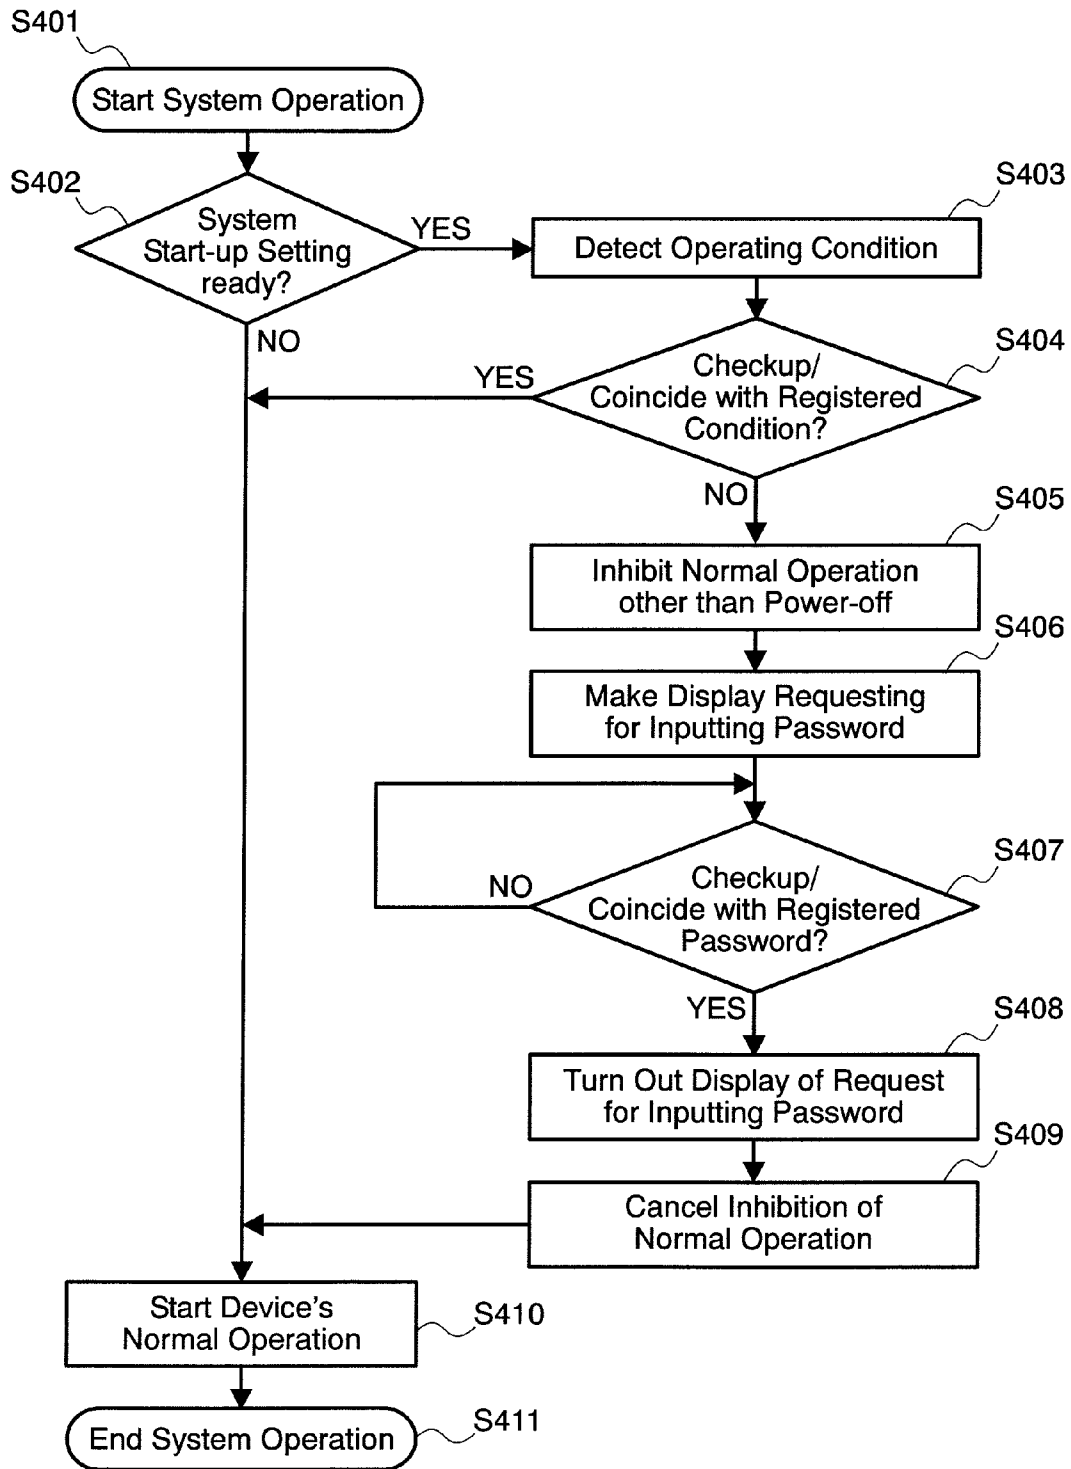 S401
Start System Operation
S402
System
Start-up Setting
ready?
YES
NO
S403
Detect Operating Condition
S404
Checkup/
Coincide with Registered
Condition?
YES
NO
S405
Inhibit Normal Operation
other than Power-off
S406
Make Display Requesting
for Inputting Password
S407
Checkup/
Coincide with Registered
Password?
NO
YES
S408
Turn Out Display of Request
for Inputting Password
S409
Cancel Inhibition of
Normal Operation
Start Device's
Normal Operation
S410
End System Operation
S411